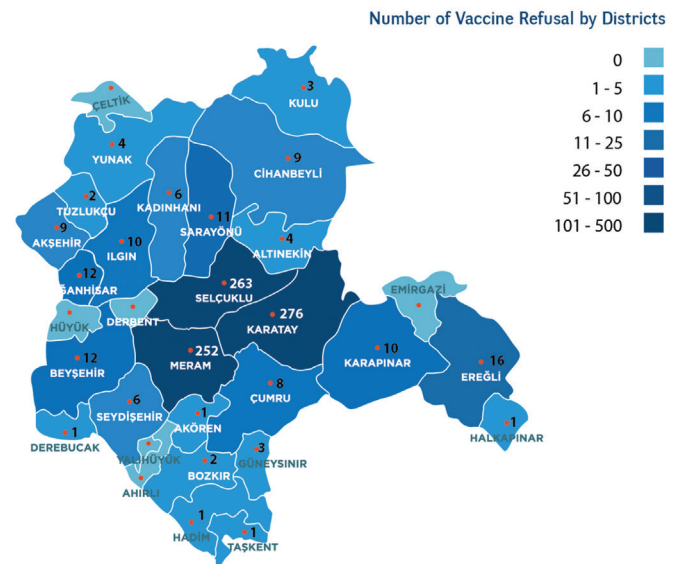 Number of Vaccine Refusal by Districts
0
1 - 5
6 - 10
11 - 25
26 - 50
51 - 100
101 - 500
3
KULU
ÇELTİK
4
YUNAK
9
CİHANBEYLİ
2
TUZLUKÇU
6
KADINHANI
11
SARAYÖNÜ
9
AKŞEHİR
10
ILGIN
4
ALTINEKİN
12
ĞANHİSAR
263
SELÇUKLU
EMİRGAZİ
HÜYÜK
DERBENT
276
KARATAY
252
MERAM
10
KARAPINAR
16
EREĞLİ
12
BEYŞEHİR
8
ÇUMRU
6
SEYDİŞEHİR
1
AKÖREN
1
HALKAPINAR
1
DEREBUCAK
YALIHÜYÜK
3
GÜNEYSINIR
2
BOZKIR
AHIRLI
1
HADİM
1
TAŞKENT